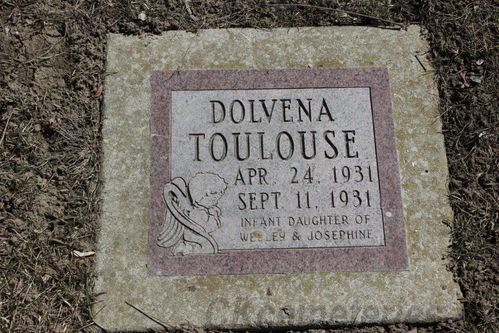 DOLVENA
TOULOUSE
APR 24, 1931
SEPT 11, 1931
INFANT DAUGHTER OF
WESLEY & JOSEPHINE